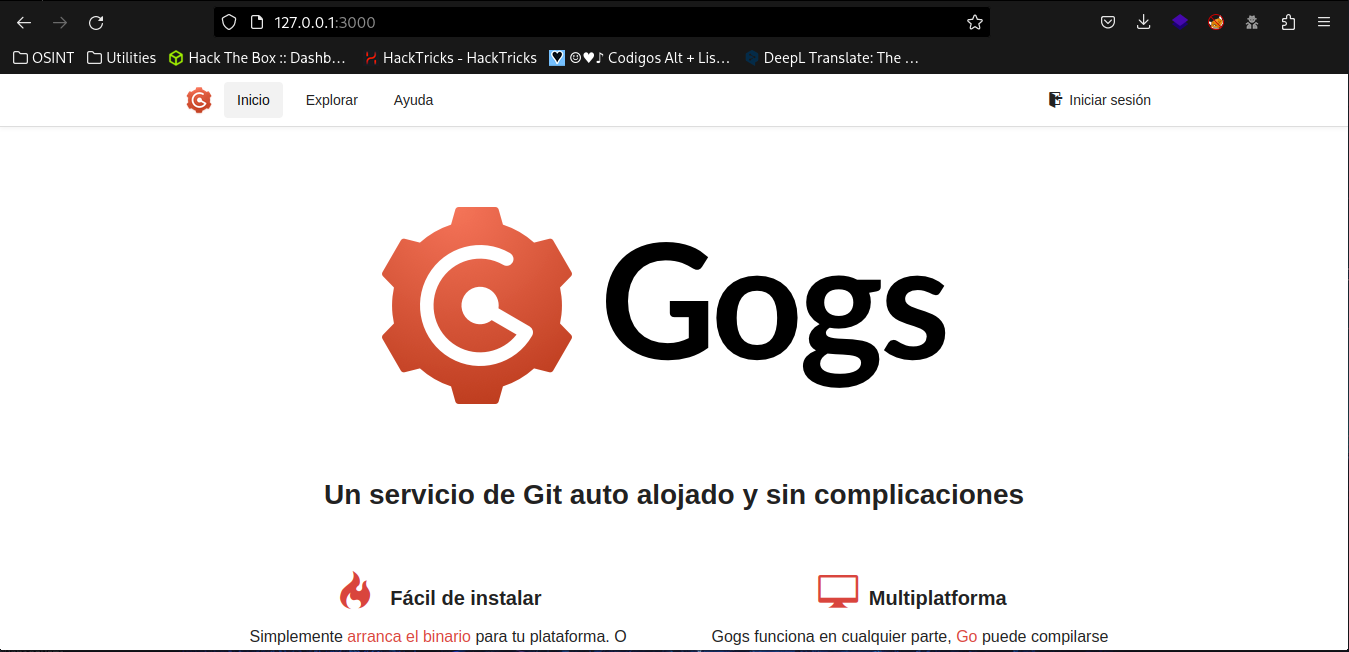 127.0.0.1:3000
OSINT Utilities Hack The Box :: Dashb… HackTricks - HackTricks ☺♥♪ Codigos Alt + Lis… DeepL Translate: The …
Inicio Explorar Ayuda Iniciar sesión
Gogs
Un servicio de Git auto alojado y sin complicaciones
Fácil de instalar
Simplemente arranca el binario para tu plataforma. O
Multiplatforma
Gogs funciona en cualquier parte, Go puede compilarse